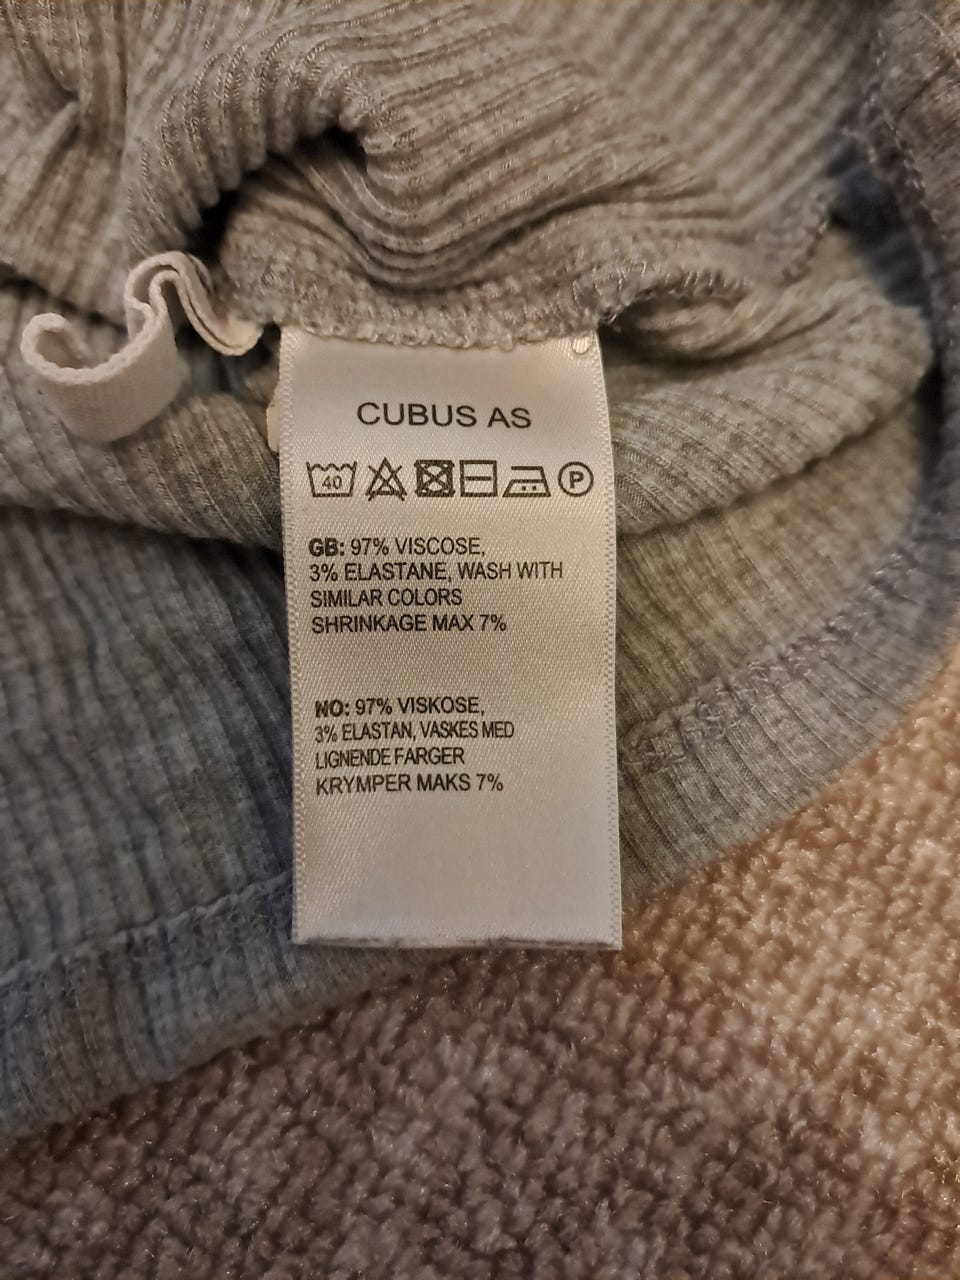 CUBUS AS
40 P
GB: 97% VISCOSE,
3% ELASTANE, WASH WITH
SIMILAR COLORS
SHRINKAGE MAX 7%
NO: 97% VISKOSE,
3% ELASTAN, VASKES MED
LIGNENDE FARGER
KRYMPER MAKS 7%